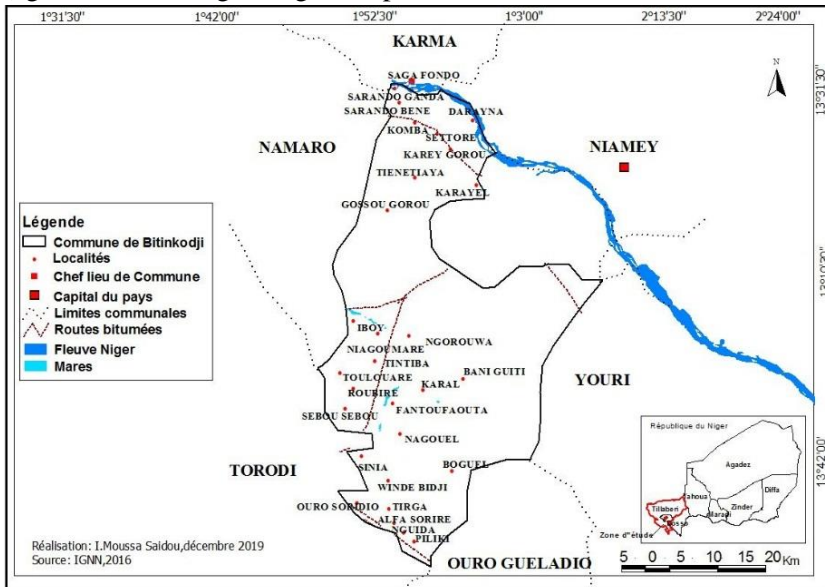 1°31'30"
1°42'00"
1°52'30"
1°3'00"
2°13'30"
2°24'00"
KARMA
N
SAGA FONDO
SARANDO GANDA
SARANDO BENE
DARAYNA
KOMBA
SETTORE
KAREY GOROU
NAMARO
NIAMEY
TIENETIAYA
KARAYEL
GOSSOU GOROU
13°31'30"
Légende
Commune de Bitinkodji
Localités
Chef lieu de Commune
Capital du pays
Limites communales
Routes bitumées
Fleuve Niger
Mares
IBOY
NGOROUWA
NIAGOUMARE
TINTIBA
TOULOUARE
BANI GUITI
KARAL
ROUBIRE
YOURI
SEBOU SEBOU
FANTOUFAOUTA
NAGOUEL
TORODI
SINIA
BOGUEL
13°42'00"
WINDE BIDJI
OURO SORIDIO
TIRGA
ALFA SORIRE
NGUIDA
PILIKI
OURO GUELADIO
République du Niger
Agadez
Tahoua
Diffa
Zinder
Tillaberi
Maradi
Dosso
Zone d"étude
5 0 5 10 15 20
Km
Réalisation: I.Moussa Saidou,décembre 2019
Source: IGNN,2016